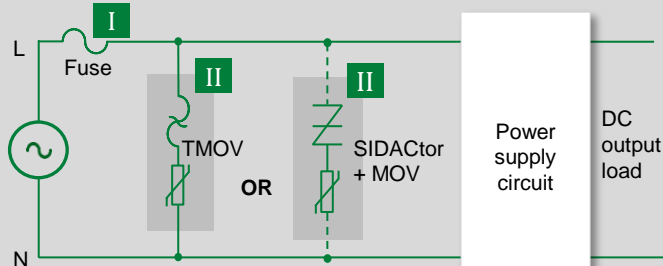 I
L
Fuse
II
II
TMOV
SIDACtor
+ MOV
OR
Power
supply
circuit
DC
output
load
N